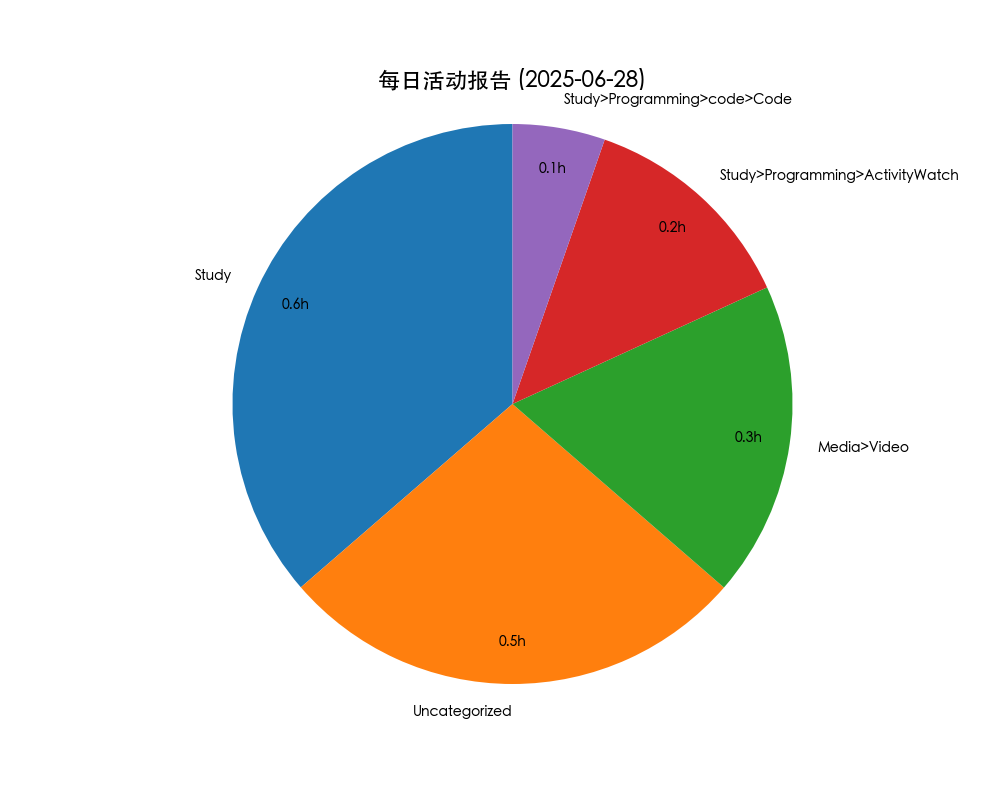 每日活动报告 (2025-06-28)
Study>Programming>code>Code
0.1h
Study>Programming>ActivityWatch
0.2h
Study
0.6h
0.3h
Media>Video
0.5h
Uncategorized